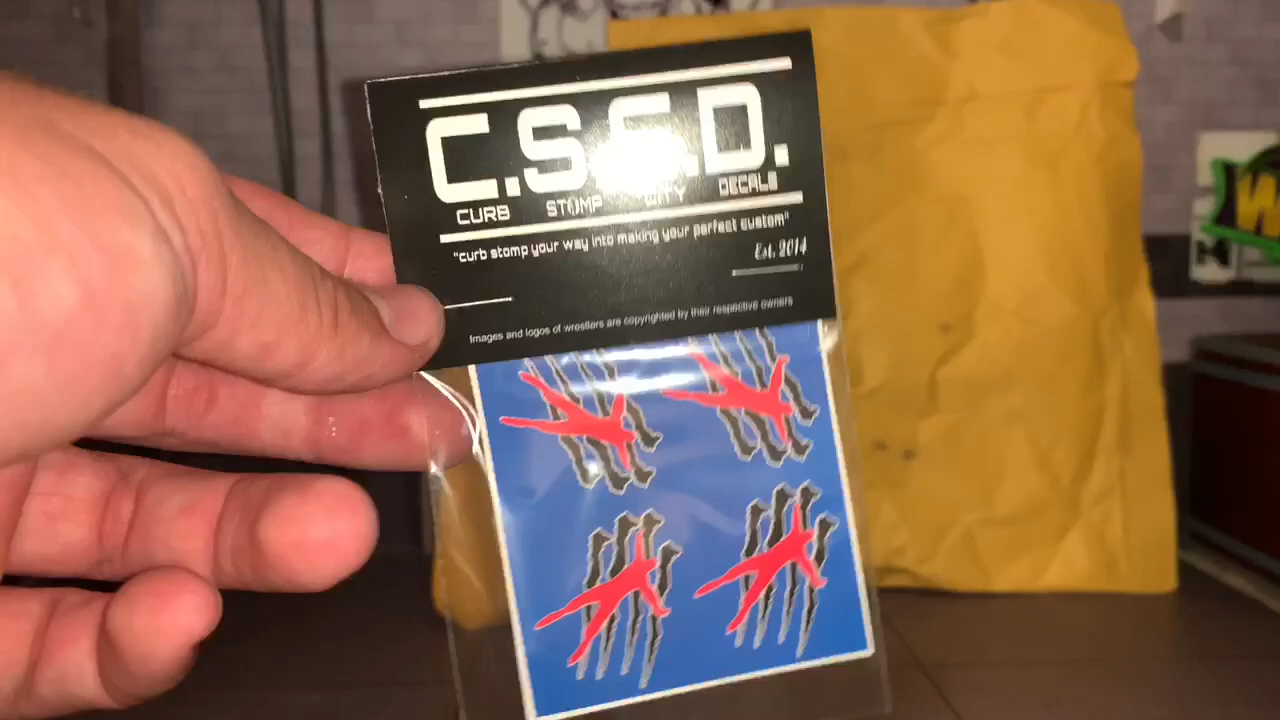 C.S.C.D.
CURB STOMP CITY DECALS
"curb stomp your way into making your perfect custom"
Est. 2014
Images and logos of wrestlers are copyrighted by their respective owners
W
N